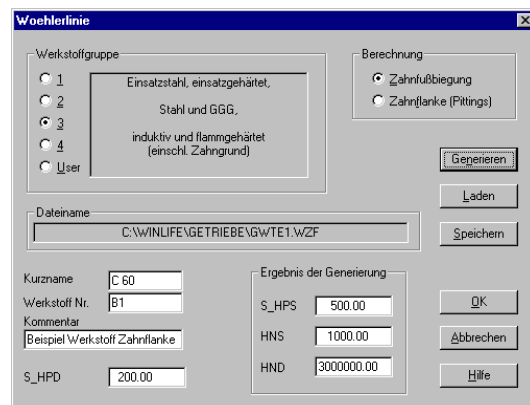 Woehlerlinie
Werkstoffgruppe
1
2
3
4
User
Einsatzstahl, einsatzgehärtet,
Stahl und GGG,
induktiv und flammgehärtet
(einschl. Zahngrund)
Berechnung
Zahnfußbiegung
Zahnflanke (Pittings)
Generieren
Laden
Speichern
Dateiname
C:\WINLIFE\GETRIEBE\GWTE1.WZF
Kurzname C 60
Werkstoff Nr. B1
Kommentar
Beispiel Werkstoff Zahnflanke
S_HPD 200.00
Ergebnis der Generierung
S_HPS 500.00
HNS 1000.00
HND 3000000.00
OK
Abbrechen
Hilfe